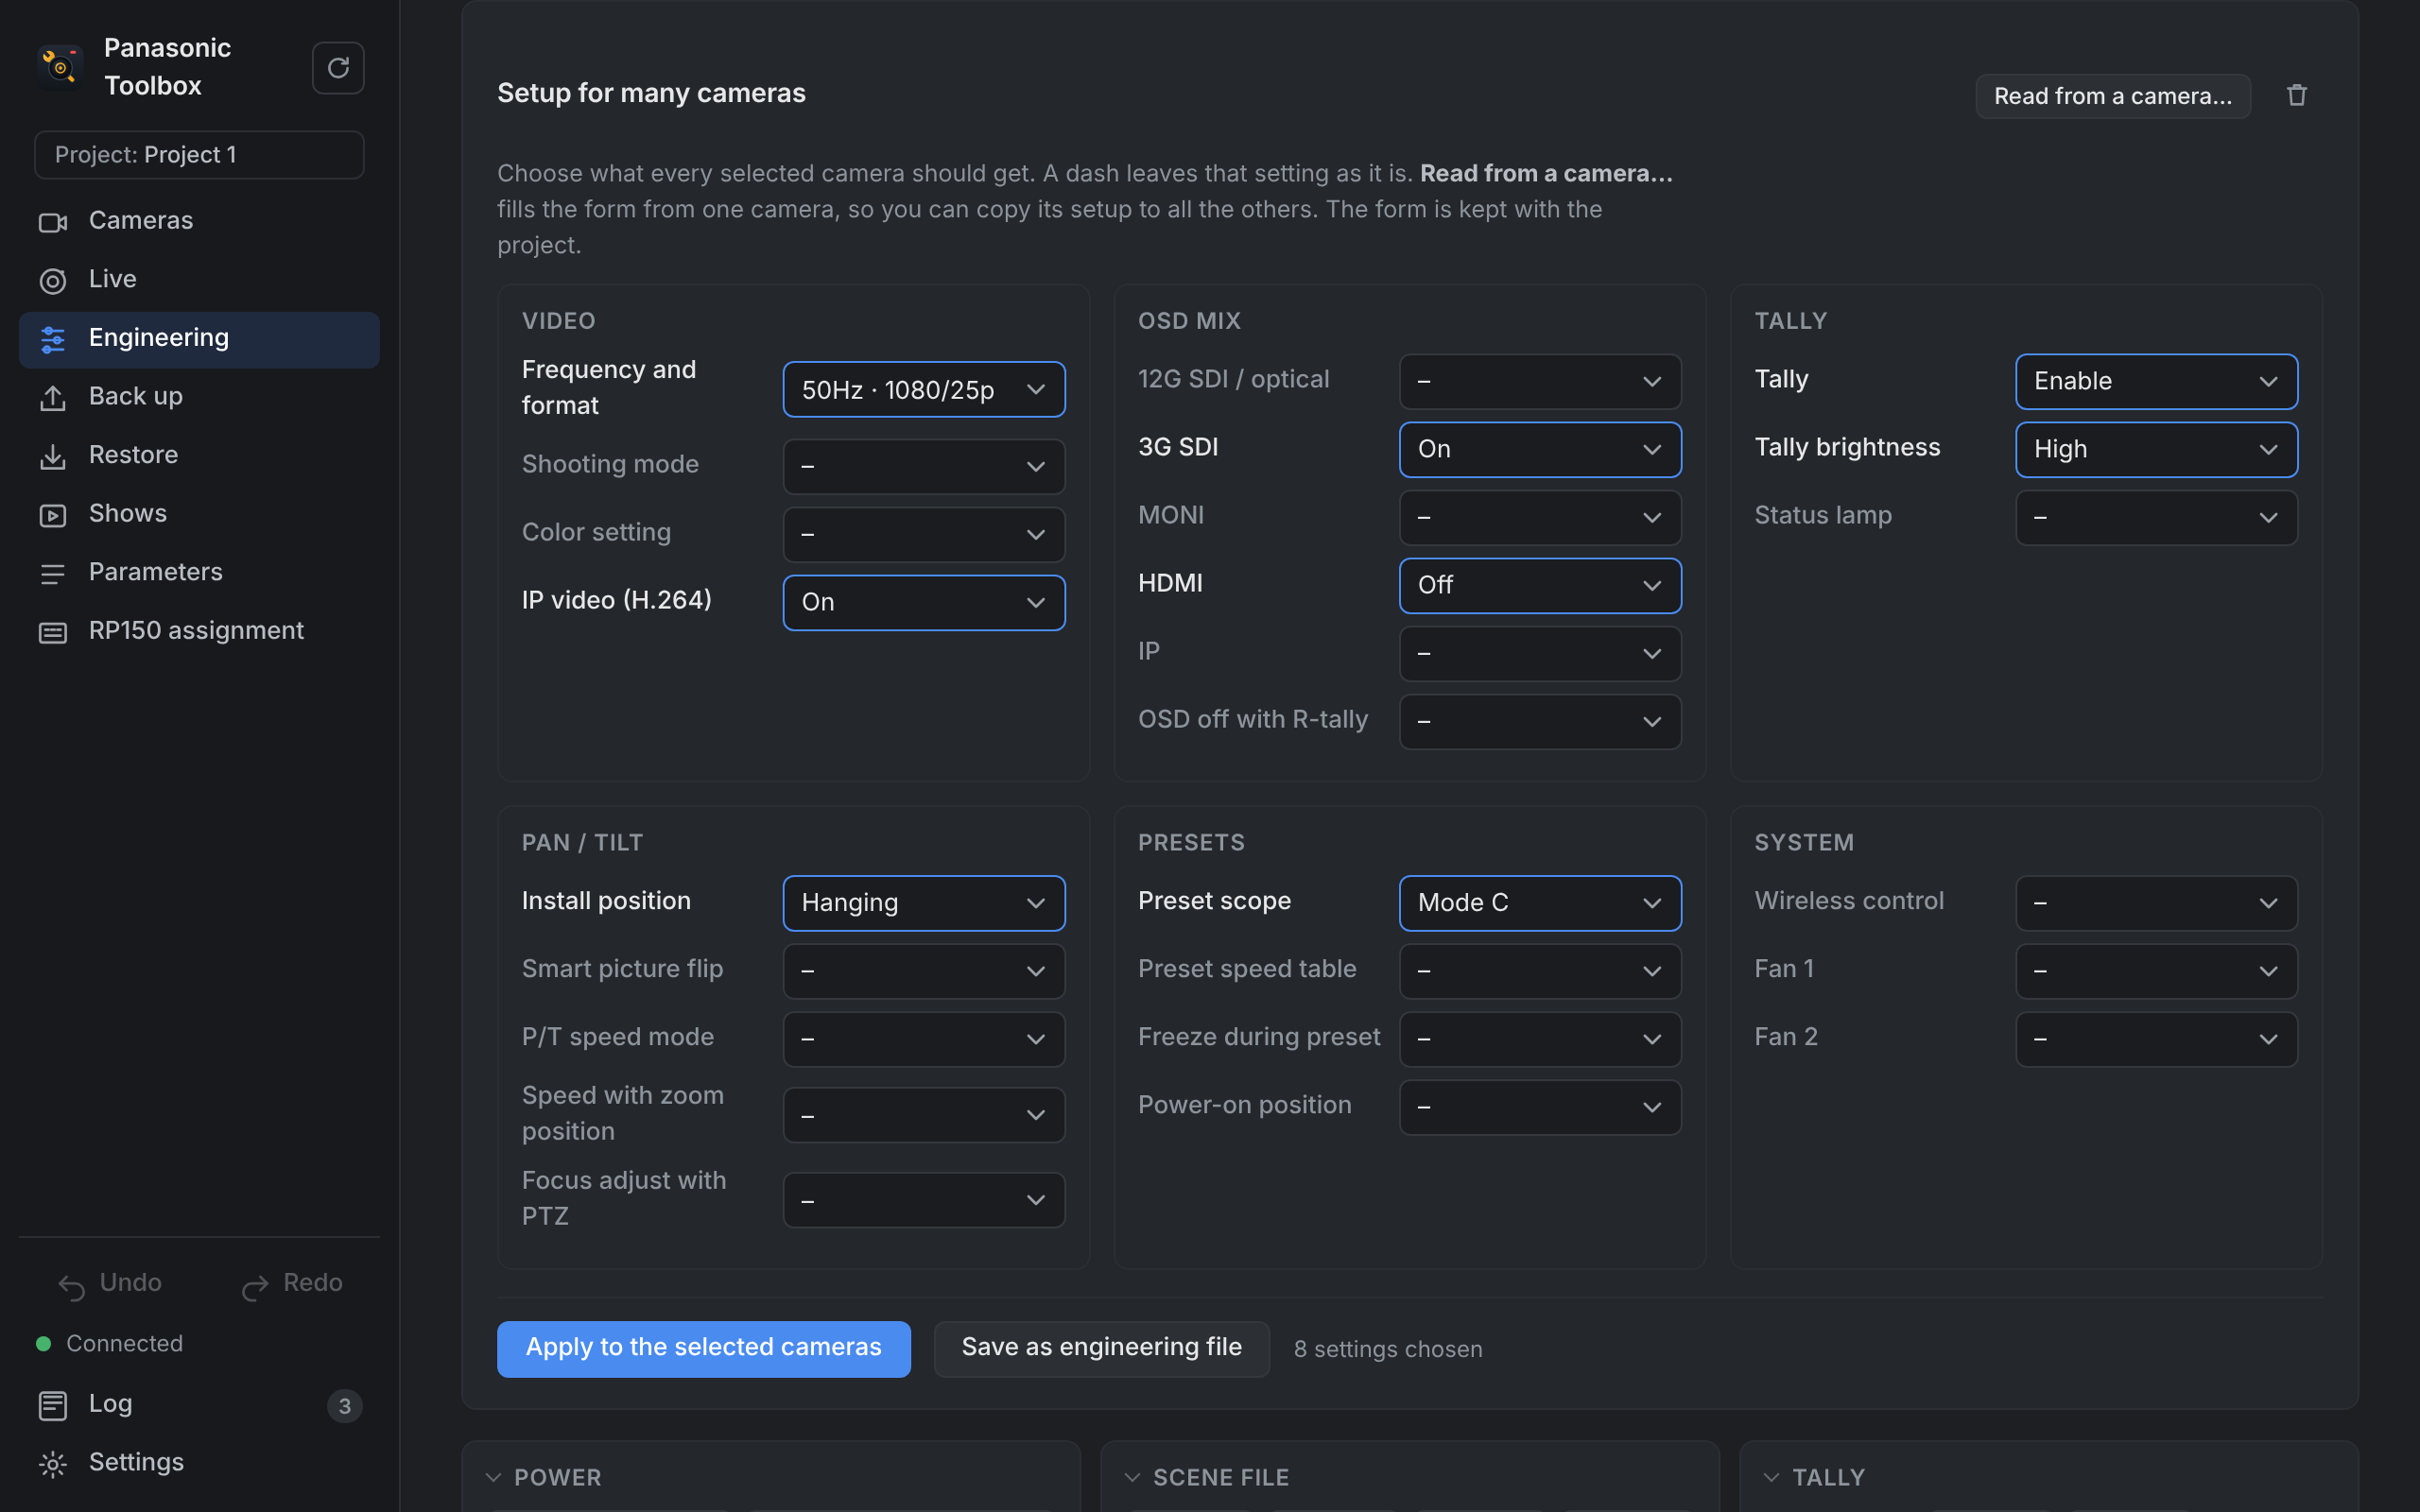 Panasonic
Toolbox
Project: Project 1
Cameras
Live
Engineering
Back up
Restore
Shows
Parameters
RP150 assignment
Undo
Redo
Connected
Log
3
Settings
Setup for many cameras
Read from a camera...
Choose what every selected camera should get. A dash leaves that setting as it is. Read from a camera...
fills the form from one camera, so you can copy its setup to all the others. The form is kept with the
project.
VIDEO
Frequency and
format
50Hz · 1080/25p
Shooting mode
–
Color setting
–
IP video (H.264)
On
OSD MIX
12G SDI / optical
–
3G SDI
On
MONI
–
HDMI
Off
IP
–
OSD off with R-tally
–
TALLY
Tally
Enable
Tally brightness
High
Status lamp
–
PAN / TILT
Install position
Hanging
Smart picture flip
–
P/T speed mode
–
Speed with zoom
position
–
Focus adjust with
PTZ
–
PRESETS
Preset scope
Mode C
Preset speed table
–
Freeze during preset
–
Power-on position
–
SYSTEM
Wireless control
–
Fan 1
–
Fan 2
–
Apply to the selected cameras
Save as engineering file
8 settings chosen
POWER
SCENE FILE
TALLY